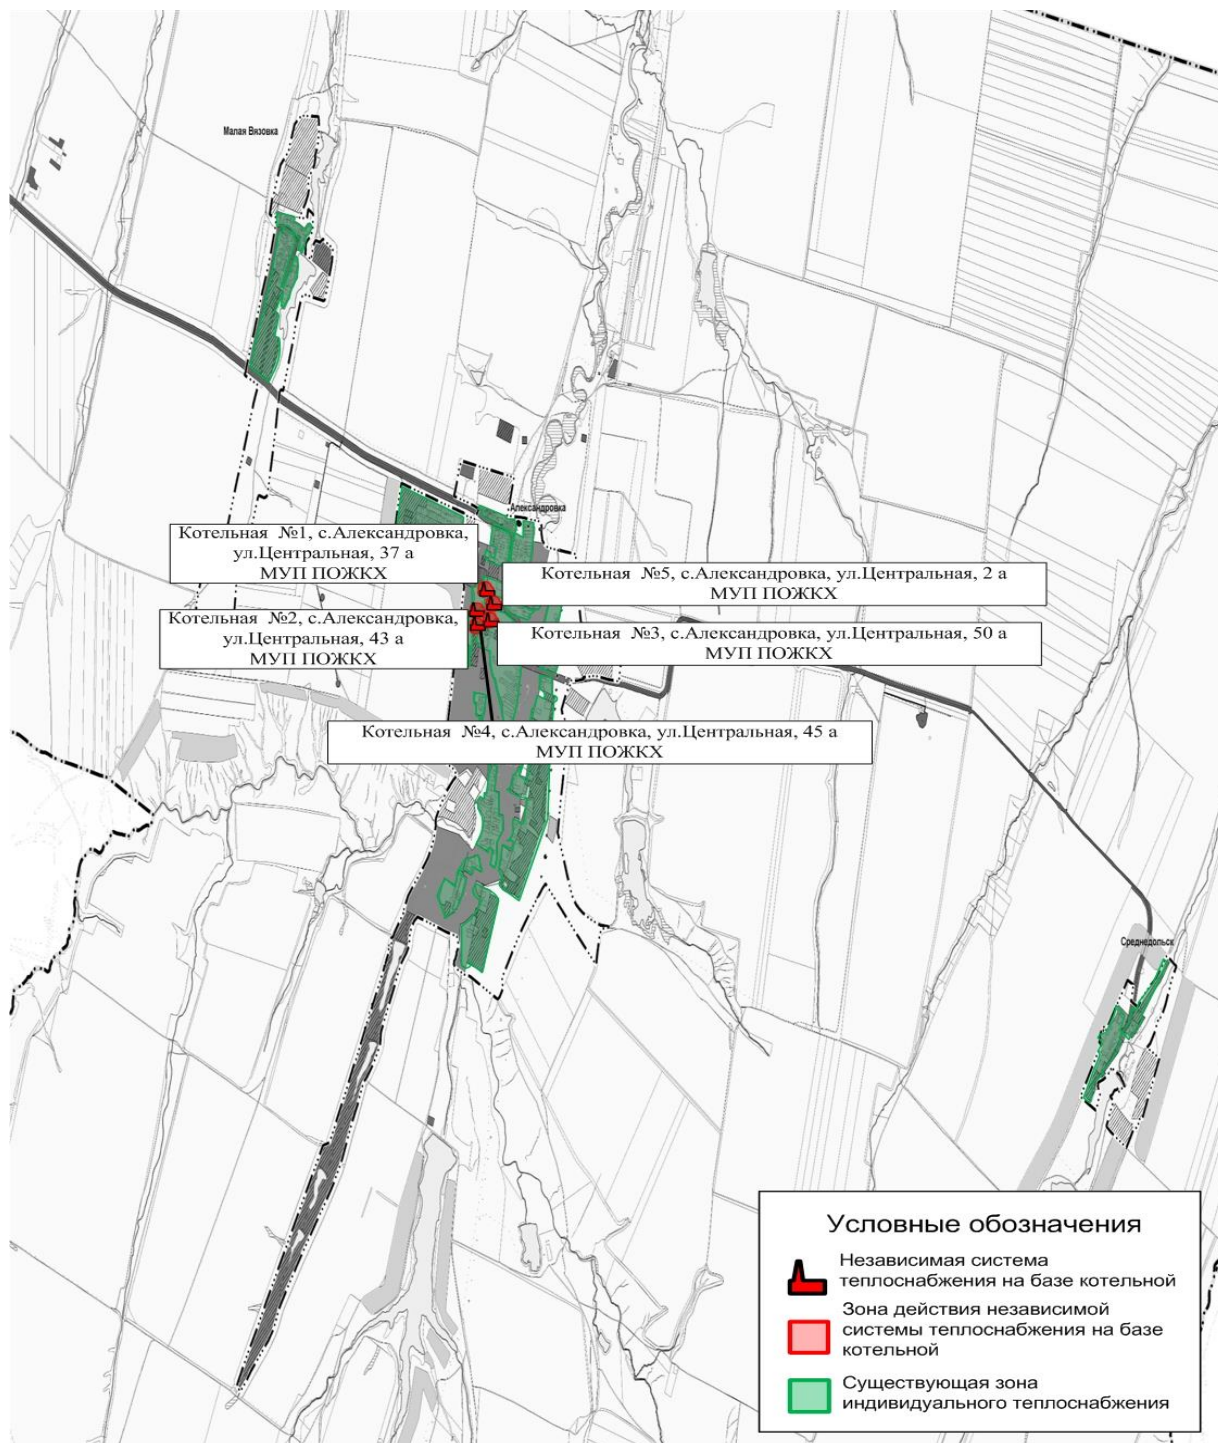 Малая Вязовка
Александровка
Котельная №1, с.Александровка,
ул.Центральная, 37 а
МУП ПОЖКХ
Котельная №5, с.Александровка, ул.Центральная, 2 а
МУП ПОЖКХ
Котельная №2, с.Александровка,
ул.Центральная, 43 а
МУП ПОЖКХ
Котельная №3, с.Александровка, ул.Центральная, 50 а
МУП ПОЖКХ
Котельная №4, с.Александровка, ул.Центральная, 45 а
МУП ПОЖКХ
Среднедольск
Условные обозначения
Независимая система
теплоснабжения на базе котельной
Зона действия независимой
системы теплоснабжения на базе
котельной
Существующая зона
индивидуального теплоснабжения